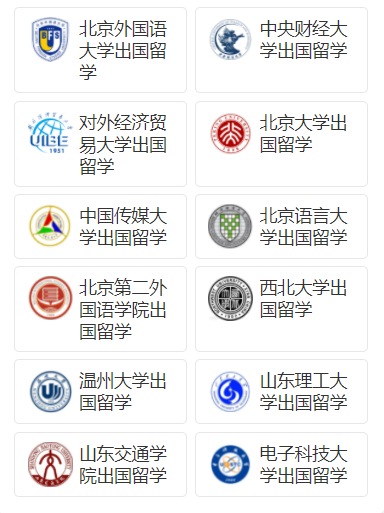 北京外国语
大学出国留
学
中央财经大
学出国留学
对外经济贸
易大学出国
留学
UIBE
1951
北京大学出
国留学
中国传媒大
学出国留学
北京语言大
学出国留学
北京第二外
国语学院出
国留学
西北大学出
国留学
温州大学出
国留学
山东理工大
学出国留学
山东交通学
院出国留学
电子科技大
学出国留学